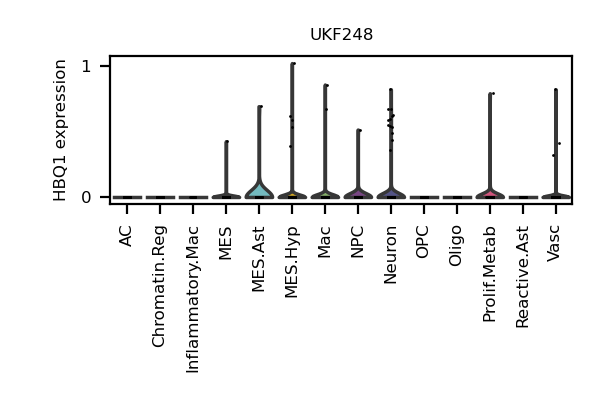 UKF248
HBQ1 expression
1
0
AC
Chromatin.Reg
Inflammatory.Mac
MES
MES.Ast
MES.Hyp
Mac
NPC
Neuron
OPC
Oligo
Prolif.Metab
Reactive.Ast
Vasc